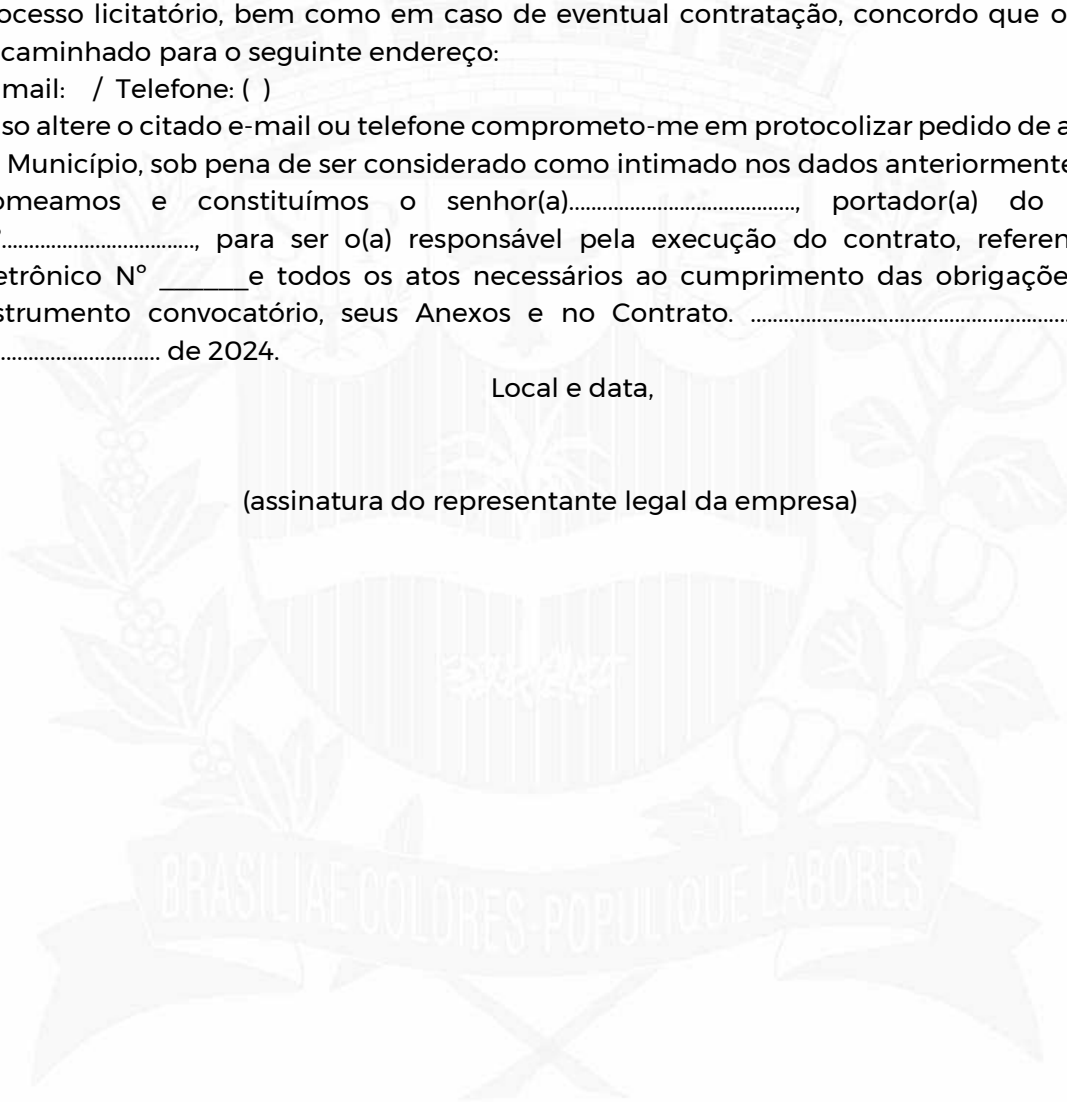 ocesso licitatório, bem como em caso de eventual contratação, concordo que o
caminhado para o seguinte endereço:
mail: / Telefone: ( )
so altere o citado e-mail ou telefone comprometo-me em protocolizar pedido de a
Município, sob pena de ser considerado como intimado nos dados anteriormente
omeamos e constituímos o senhor(a)........................................, portador(a) do
..................................., para ser o(a) responsável pela execução do contrato, referen
etrônico Nº ______e todos os atos necessários ao cumprimento das obrigaçõe
strumento convocatório, seus Anexos e no Contrato. ..........................................................
............................. de 2024.
Local e data,
(assinatura do representante legal da empresa)
BRASILIAE COLORES-POPULIQUE LABORES